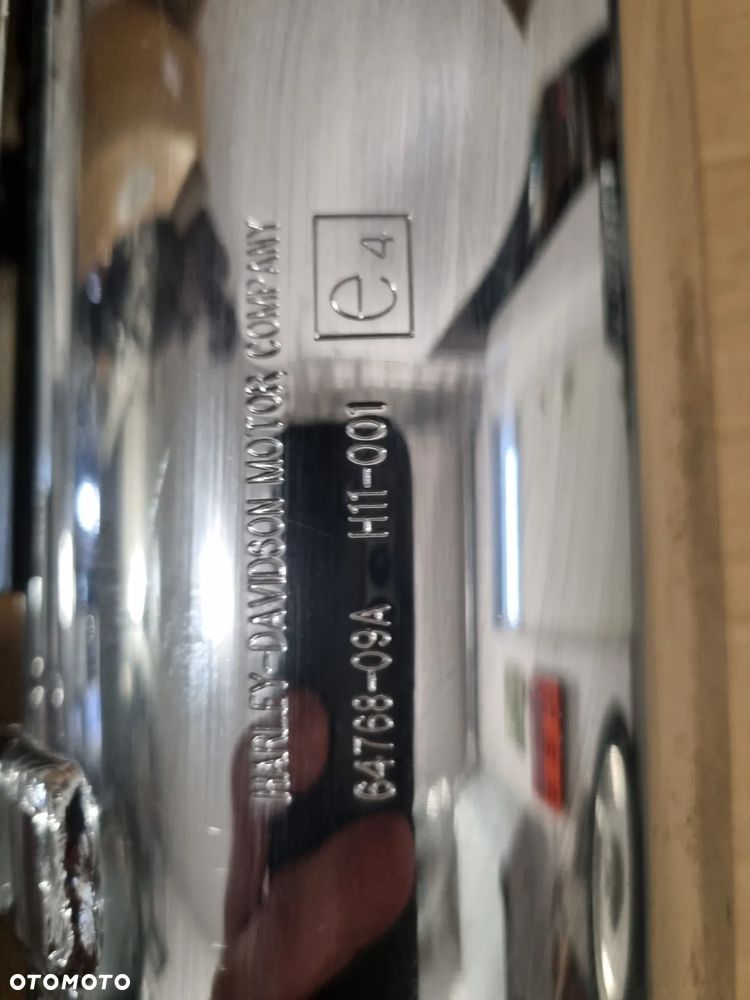 HARLEY-DAVIDSON MOTOR COMPANY
64768-09A H11-001
e4
OTOMOTO